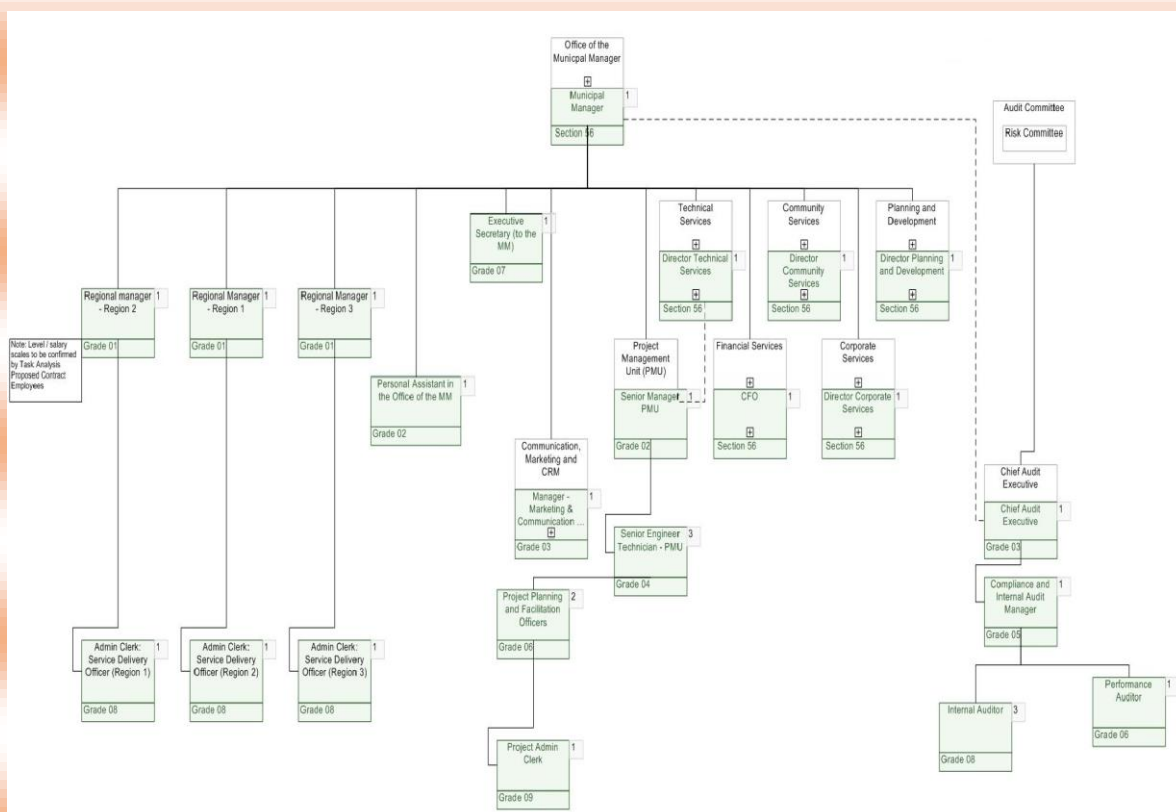 Office of the
Municpal Manager
Municipal
Manager
1
Section 56
Audit Committee
Risk Committee
Executive
Secretary (to the
MM)
1
Grade 07
Technical
Services
Director Technical
Services
1
Section 56
Community
Services
Director
Community
Services
1
Section 56
Planning and
Development
Director Planning
and Development
1
Section 56
Regional manager
- Region 2
1
Grade 01
Regional Manager
- Region 1
1
Grade 01
Regional Manager
- Region 3
1
Grade 01
Note: Level / salary
scales to be confirmed
by Task Analysis
Proposed Contract
Employees
Personal Assistant in
the Office of the MM
1
Grade 02
Project
Management
Unit (PMU)
Senior Manager
PMU
1
Grade 02
Financial Services
CFO
1
Section 56
Corporate
Services
Director Corporate
Services
1
Section 56
Communication,
Marketing and
CRM
Manager -
Marketing &
Communication ...
1
Grade 03
Senior Engineer
Technician - PMU
3
Grade 04
Chief Audit
Executive
Chief Audit
Executive
1
Grade 03
Project Planning
and Facilitation
Officers
2
Grade 06
Compliance and
Internal Audit
Manager
1
Grade 05
Admin Clerk:
Service Delivery
Officer (Region 1)
1
Grade 08
Admin Clerk:
Service Delivery
Officer (Region 2)
1
Grade 08
Admin Clerk:
Service Delivery
Officer (Region 3)
1
Grade 08
Project Admin
Clerk
1
Grade 09
Internal Auditor
3
Grade 08
Performance
Auditor
1
Grade 06